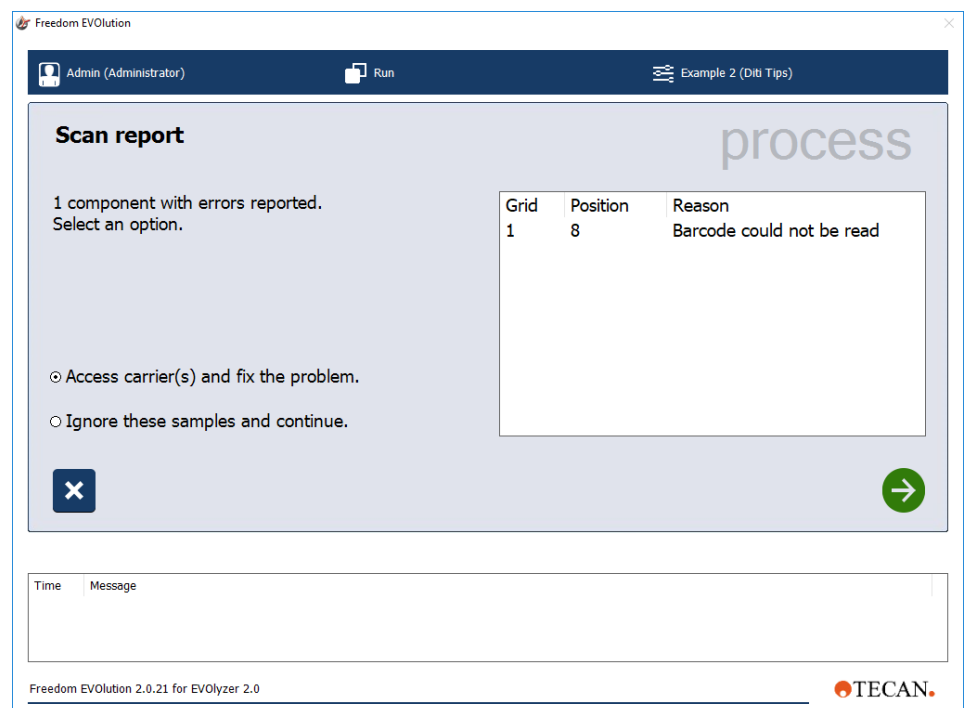 Freedom EVOlution
Admin (Administrator) Run Example 2 (Diti Tips)
Scan report
process
1 component with errors reported.
Select an option.
Grid Position Reason
1 8 Barcode could not be read
Access carrier(s) and fix the problem.
Ignore these samples and continue.
Time Message
Freedom EVOlution 2.0.21 for EVOlyzer 2.0
TECAN.